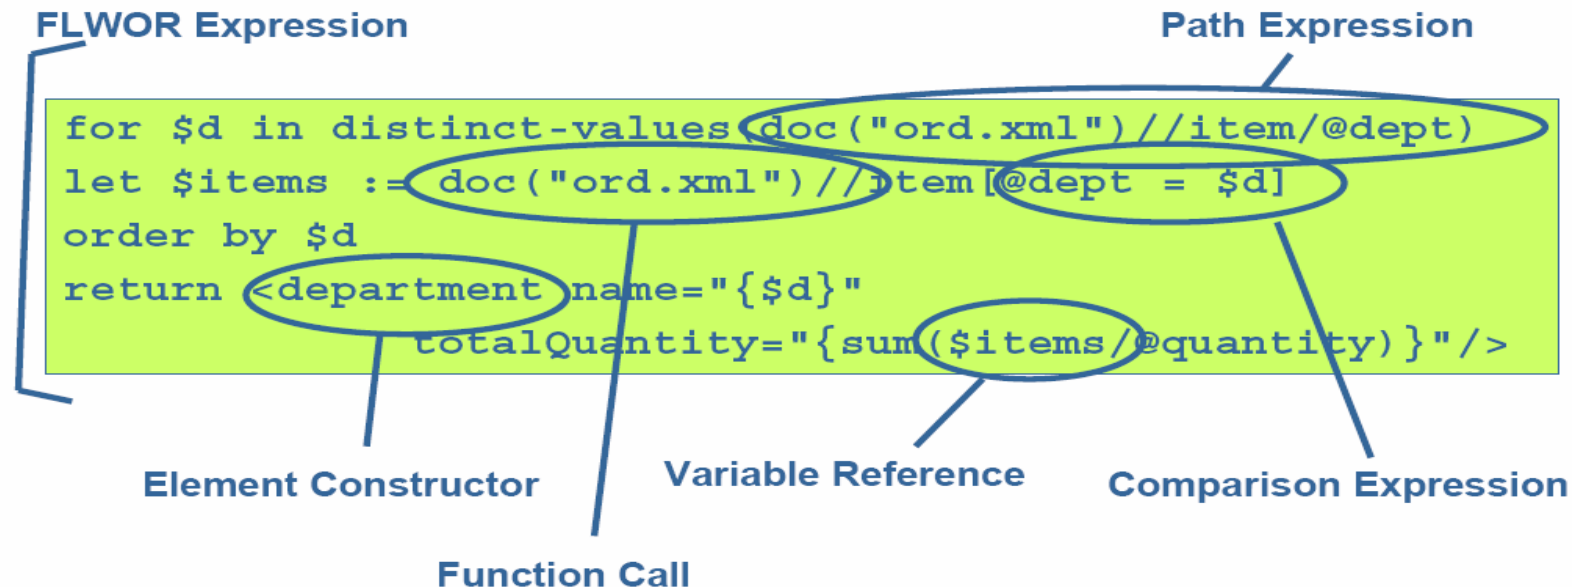 FLWOR Expression
Path Expression
for $d in distinct-values(doc("ord.xml")//item/@dept)
let $items := doc("ord.xml")//item[@dept = $d]
order by $d
return <department name="{$d}"
totalQuantity="{sum($items/@quantity)}"/>
Element Constructor
Variable Reference
Comparison Expression
Function Call